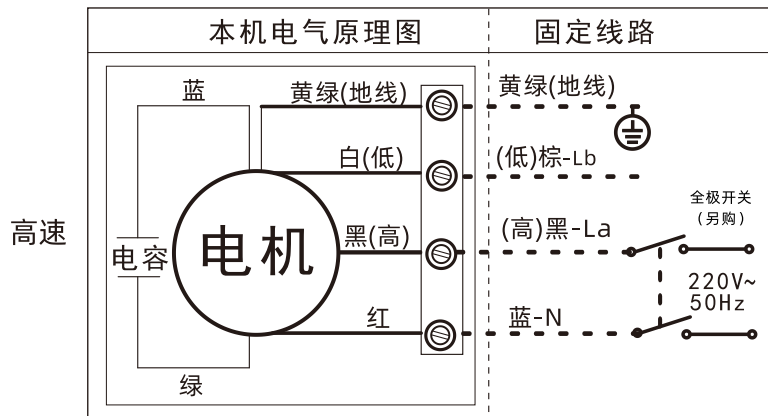 本机电气原理图
固定线路
蓝
黄绿(地线)
黄绿(地线)
白(低)
(低)棕-Lb
全极开关
(另购)
高速
电容
电机
黑(高)
(高)黑-La
220V~
50Hz
红
蓝-N
绿